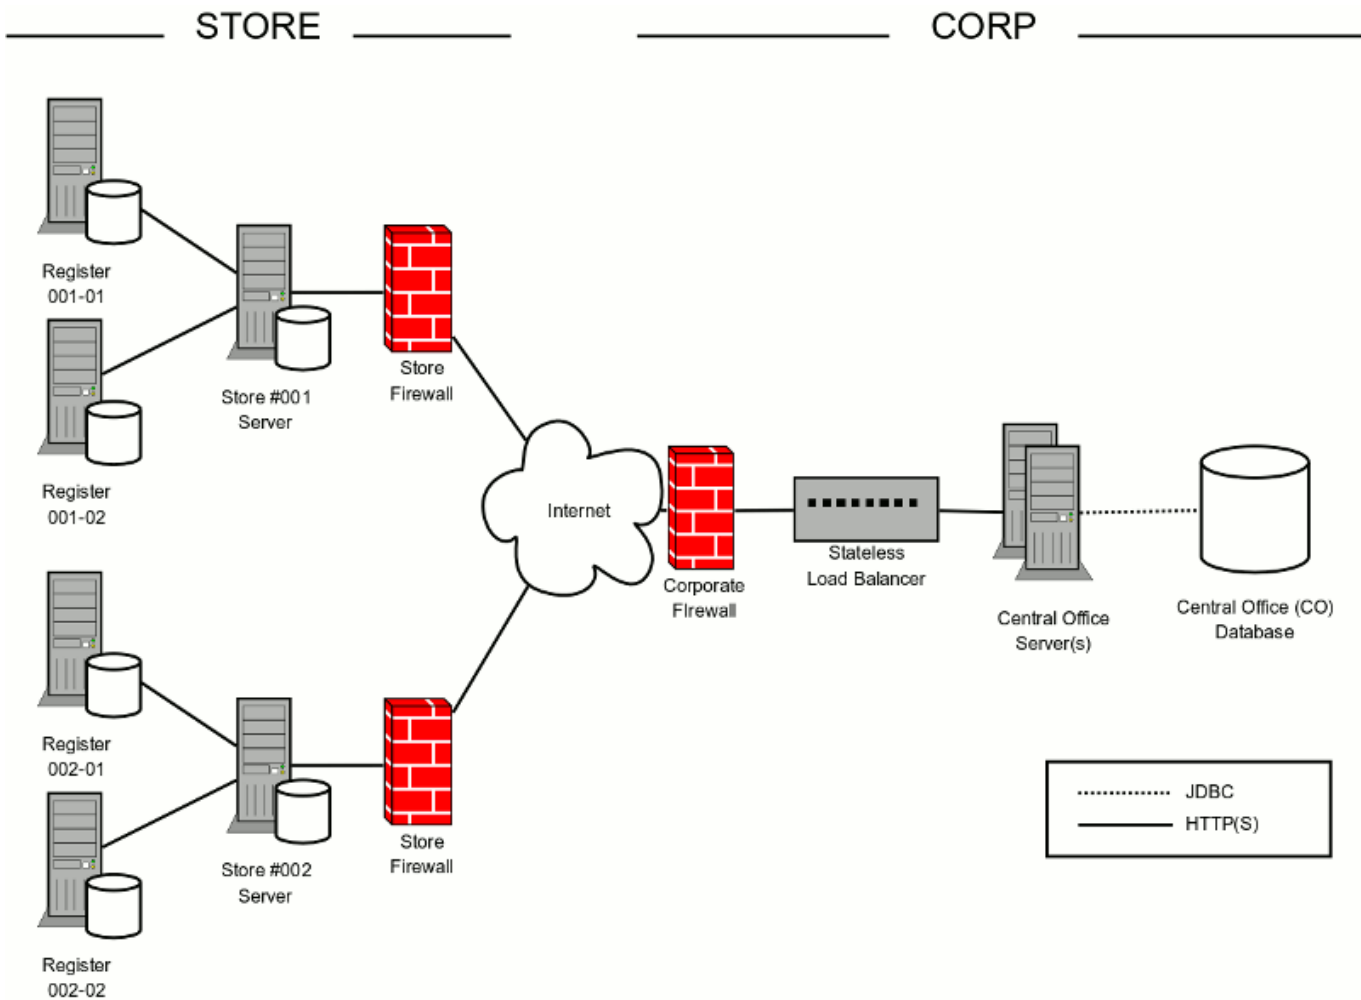 STORE
CORP
Register
001-01
Register
001-02
Store #001
Server
Store
Firewall
Internet
Corporate
FIrewall
Stateless
Load Balancer
Central Office
Server(s)
Central Office (CO)
Database
Register
002-01
Register
002-02
Store #002
Server
Store
Firewall
JDBC
HTTP(S)